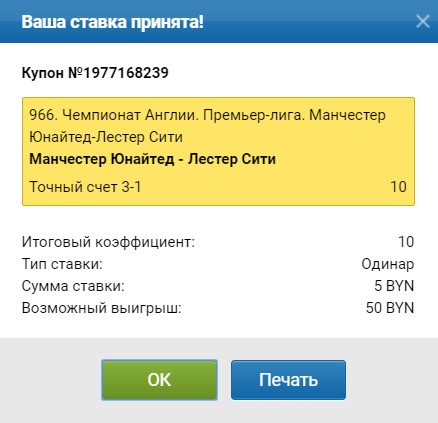 Ваша ставка принята!
Купон №1977168239
966. Чемпионат Англии. Премьер-лига. Манчестер
Юнайтед-Лестер Сити
Манчестер Юнайтед - Лестер Сити
Точный счет 3-1 10
Итоговый коэффициент: 10
Тип ставки: Одинар
Сумма ставки: 5 BYN
Возможный выигрыш: 50 BYN
ОК Печать